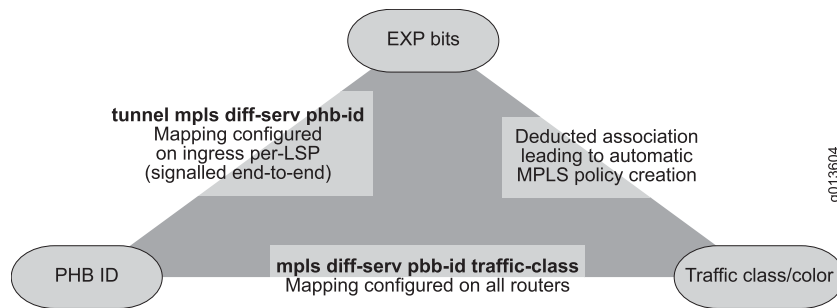 EXP bits
tunnel mpls diff-serv phb-id
Mapping configured
on ingress per-LSP
(signalled end-to-end)
Deducted association
leading to automatic
MPLS policy creation
g013604
PHB ID
mpls diff-serv pbb-id traffic-class
Mapping configured on all routers
Traffic class/color